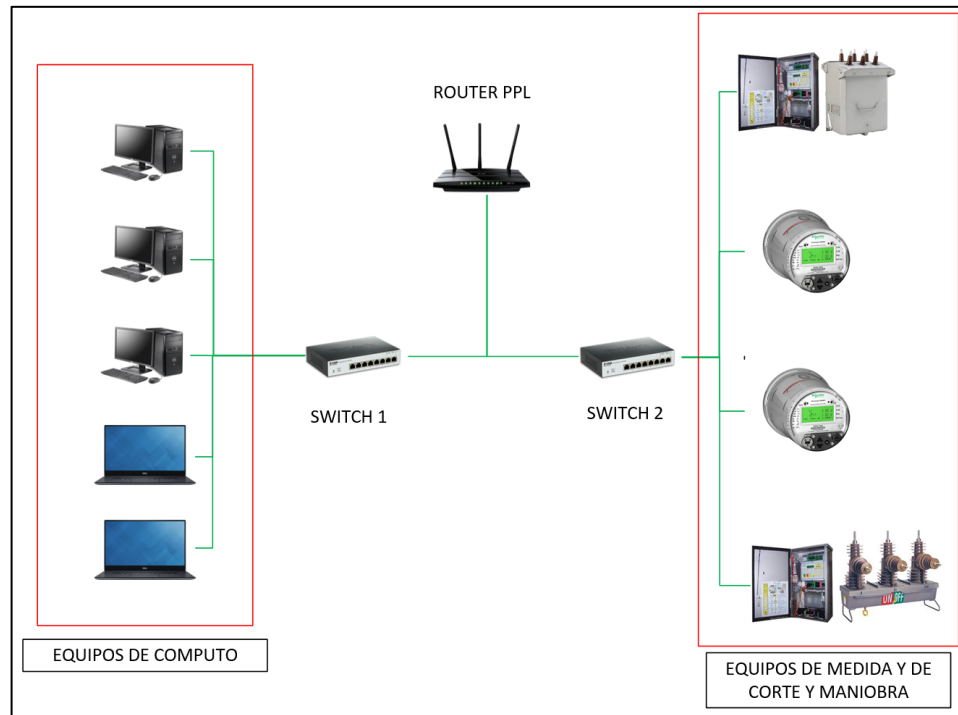 ROUTER PPL
SWITCH 1
SWITCH 2
EQUIPOS DE COMPUTO
EQUIPOS DE MEDIDA Y DE
CORTE Y MANIOBRA